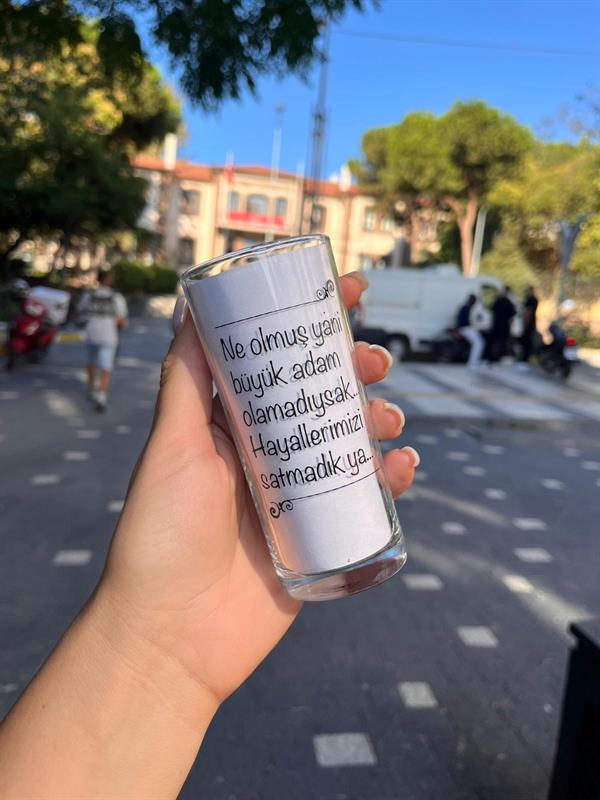 Ne olmuş yani
büyük adam
olamadıysak...
Hayallerimizi
satmadık ya...